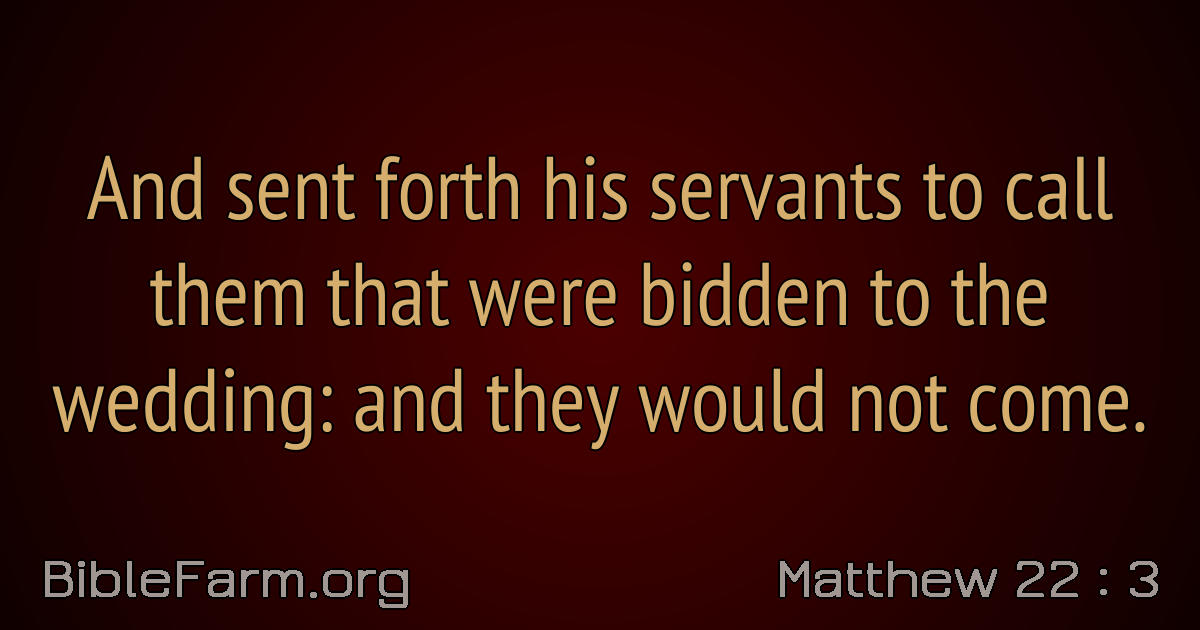 And sent forth his servants to call
them that were bidden to the
wedding: and they would not come.
BibleFarm.org
Matthew 22 : 3